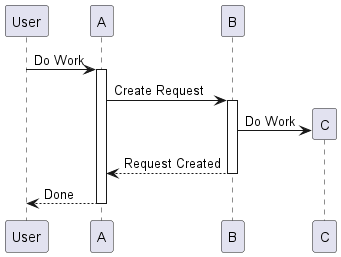 User
A
B
Do Work
Create Request
Do Work
C
Request Created
Done
User
A
B
C